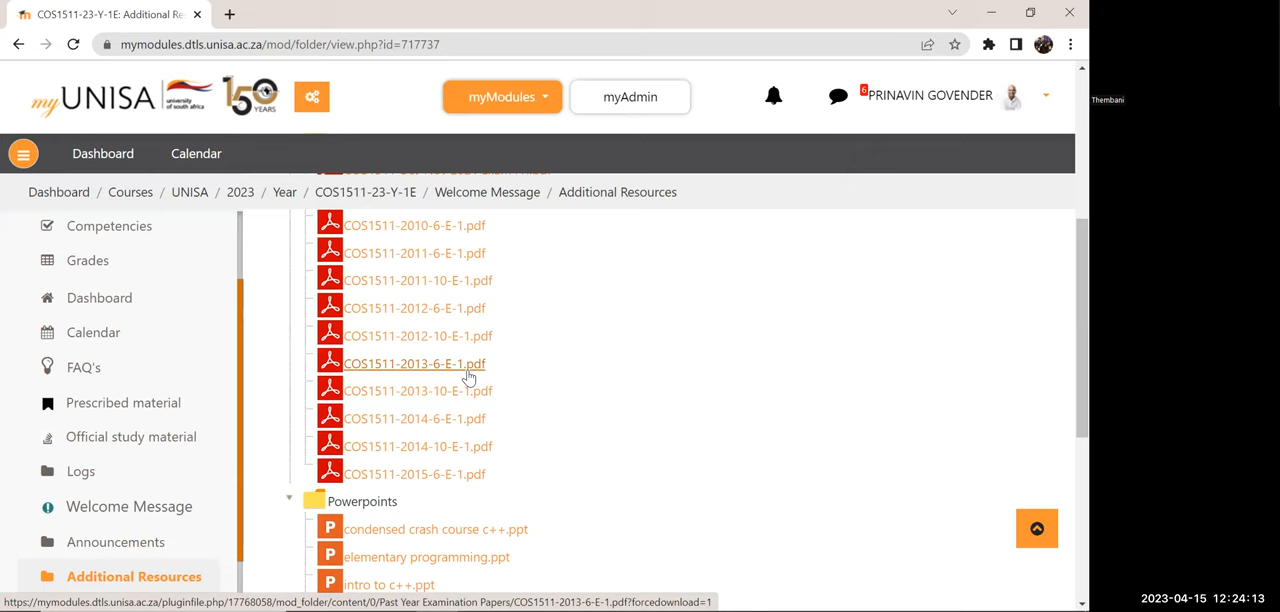 COS1511-23-Y-1E: Additional Re
mymodules.dtls.unisa.ac.za/mod/folder/view.php?id=717737
my UNISA university of south africa 150 YEARS
myModules
myAdmin
6
PRINAVIN GOVENDER
Thembani
Dashboard
Calendar
Dashboard / Courses / UNISA / 2023 / Year / COS1511-23-Y-1E / Welcome Message / Additional Resources
Competencies
Grades
Dashboard
Calendar
FAQ's
Prescribed material
Official study material
Logs
Welcome Message
Announcements
Additional Resources
COS1511-2010-6-E-1.pdf
COS1511-2011-6-E-1.pdf
COS1511-2011-10-E-1.pdf
COS1511-2012-6-E-1.pdf
COS1511-2012-10-E-1.pdf
COS1511-2013-6-E-1.pdf
COS1511-2013-10-E-1.pdf
COS1511-2014-6-E-1.pdf
COS1511-2014-10-E-1.pdf
COS1511-2015-6-E-1.pdf
Powerpoints
P condensed crash course c++.ppt
P elementary programming.ppt
P intro to c++.ppt
https://mymodules.dtls.unisa.ac.za/pluginfile.php/17768058/mod_folder/content/0/Past Year Examination Papers/COS1511-2013-6-E-1.pdf?forcedownload=1
2023-04-15 12:24:13